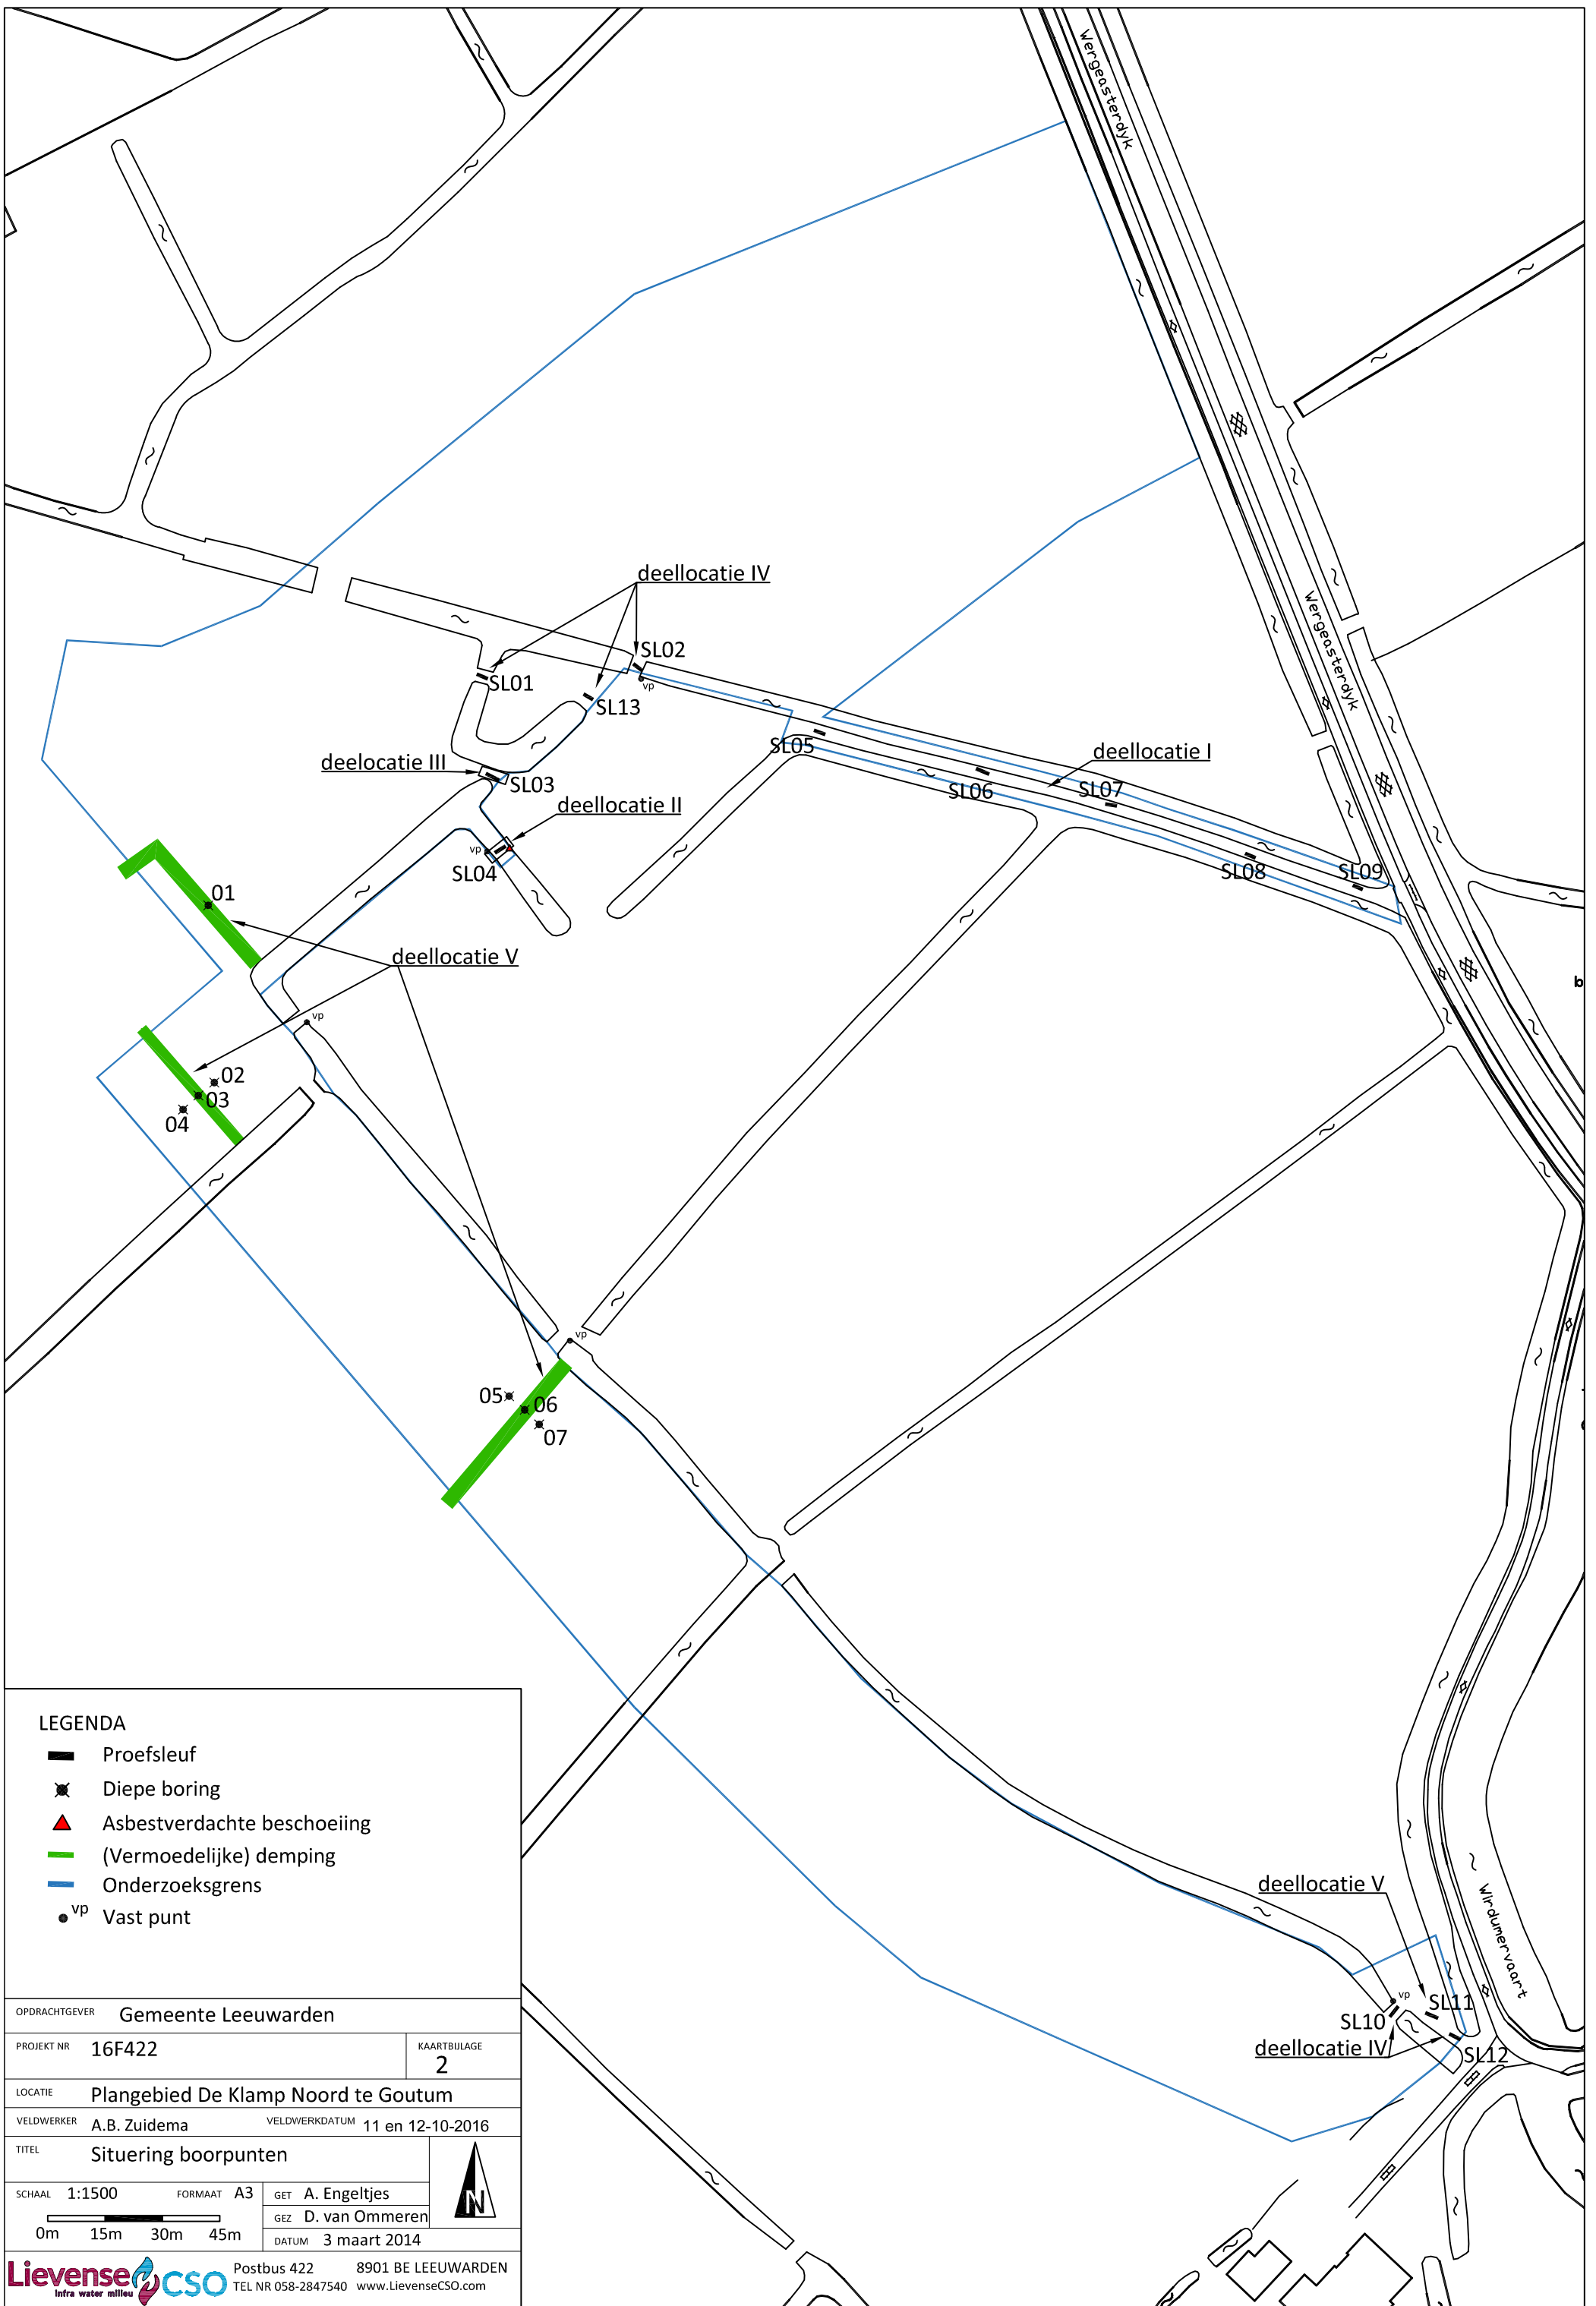 Wergeasterdyk
deellocatie IV
SL02
vp
SL01
SL13
Wergeasterdyk
SL05
deellocatie I
deelocatie III
SL03
SL06
SL07
deellocatie II
vp
SL04
SL08
SL09
01
deellocatie V
b
vp
02
03
04
vp
05
06
07
LEGENDA
Proefsleuf
Diepe boring
Asbestverdachte beschoeiing
(Vermoedelijke) demping
Onderzoeksgrens
vp Vast punt
deellocatie V
Wirdumervaart
vp
SL11
SL10
deellocatie IV
SL12
OPDRACHTGEVER Gemeente Leeuwarden
PROJEKT NR 16F422 KAARTBIJLAGE 2
LOCATIE Plangebied De Klamp Noord te Goutum
VELDWERKER A.B. Zuidema VELDWERKDATUM 11 en 12-10-2016
TITEL Situering boorpunten
N
SCHAAL 1:1500 FORMAAT A3 GET A. Engeltjes
GEZ D. van Ommeren
0m 15m 30m 45m
DATUM 3 maart 2014
Lievense CSO
infra water milieu
Postbus 422 8901 BE LEEUWARDEN
TEL NR 058-2847540 www.LievenseCSO.com